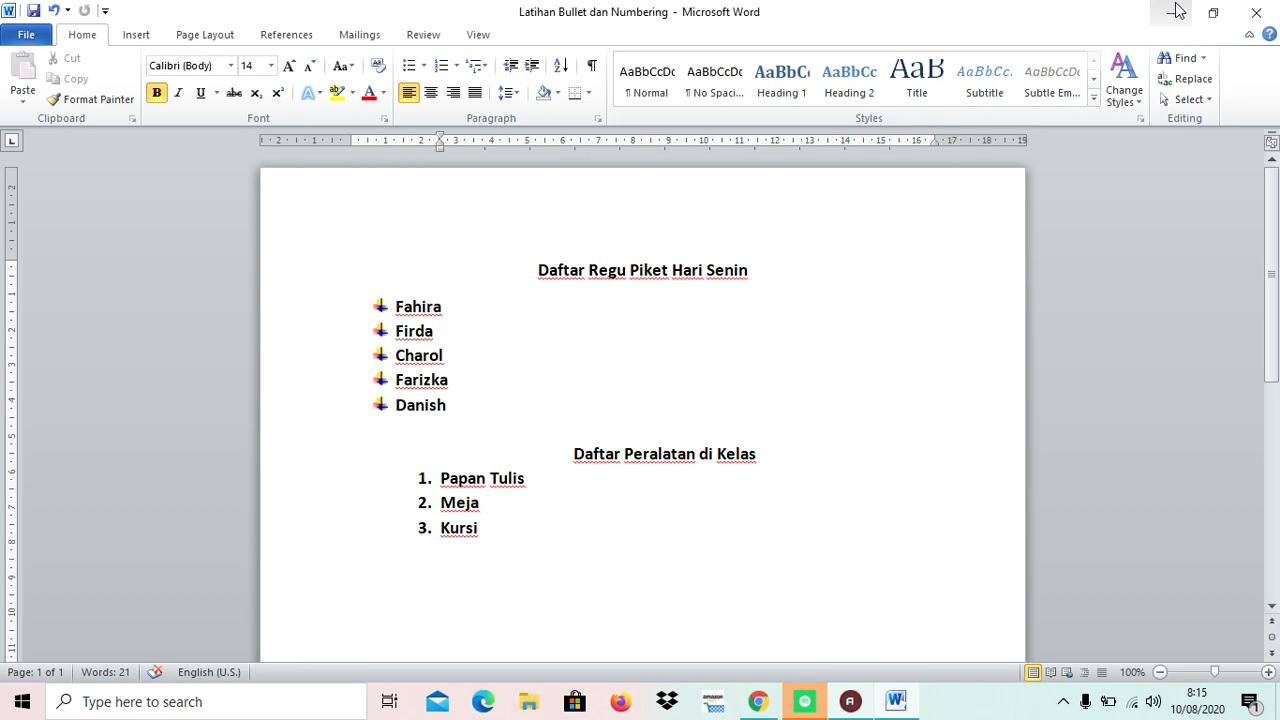 Latihan Bullet dan Numbering - Microsoft Word
File Home Insert Page Layout References Mailings Review View
Paste
Cut
Copy
Format Painter
Clipboard
Calibri (Body) 14
Font
Paragraph
AaBbCcDc AaBbCcDc AaBbCc AaBbCc AaB AaBbCc. AaBbCcDc
¶ Normal ¶ No Spaci... Heading 1 Heading 2 Title Subtitle Subtle Em...
Styles
Change Styles
Find
Replace
Select
Editing
Daftar Regu Piket Hari Senin
Fahira
Firda
Charol
Farizka
Danish
Daftar Peralatan di Kelas
1. Papan Tulis
2. Meja
3. Kursi
Page: 1 of 1 Words: 21 English (U.S.) 100%
Type here to search
amazon
8:15
10/08/2020